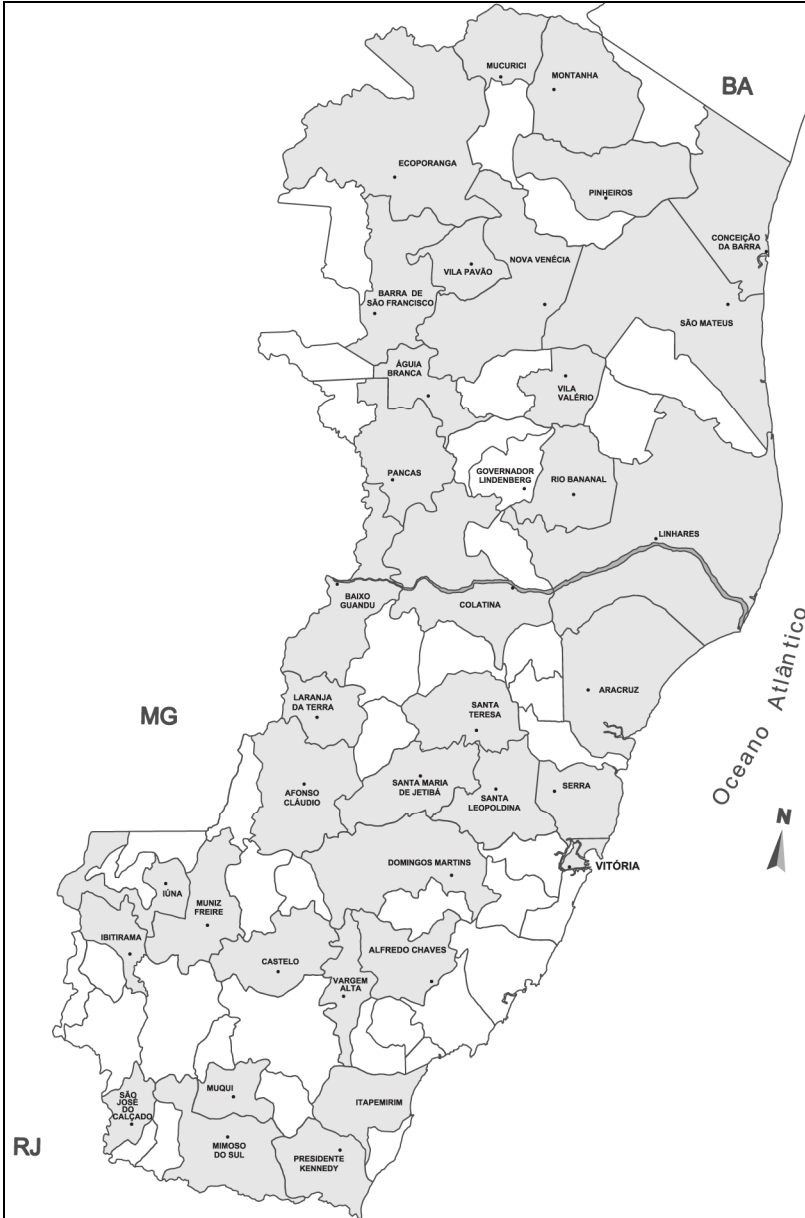 MUCURICI
MONTANHA
BA
ECOPORANGA
PINHEIROS
CONCEIÇÃO
DA BARRA
NOVA VENÉCIA
VILA PAVÃO
BARRA DE
SÃO FRANCISCO
SÃO MATEUS
ÁGUIA
BRANCA
VILA
VALÉRIO
PANCAS
GOVERNADOR
LINDENBERG
RIO BANANAL
LINHARES
BAIXO
GUANDU
COLATINA
LARANJA
DA TERRA
SANTA
TERESA
ARACRUZ
MG
Oceano Atlântico
AFONSO
CLÁUDIO
SANTA MARIA
DE JETIBÁ
SANTA
LEOPOLDINA
SERRA
N
DOMINGOS MARTINS
VITÓRIA
IÚNA
MUNIZ
FREIRE
IBITIRAMA
CASTELO
ALFREDO CHAVES
VARGEM
ALTA
SÃO
JOSÉ
DO
CALÇADO
MUQUI
ITAPEMIRIM
RJ
MIMOSO
DO SUL
PRESIDENTE
KENNEDY